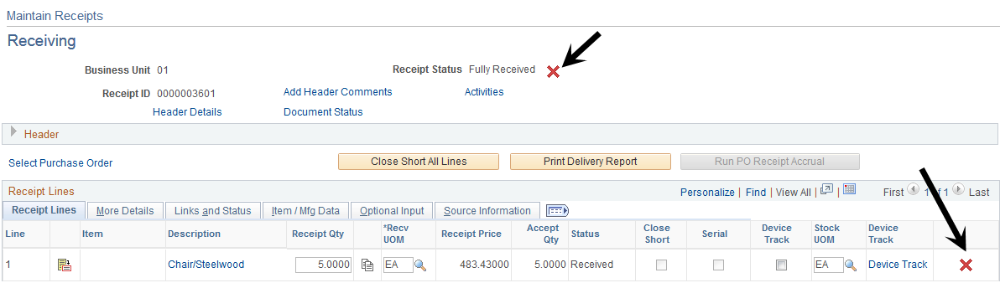 Maintain Receipts
Receiving
Business Unit 01 Receipt Status Fully Received
Receipt ID 0000003601 Add Header Comments Activities
Header Details Document Status
Header
Select Purchase Order Close Short All Lines Print Delivery Report Run PO Receipt Accrual
Receipt Lines Personalize | Find | View All | | First 1 of 1 Last
Receipt Lines More Details Links and Status Item / Mfg Data Optional Input Source Information
Line Item Description Receipt Qty *Recv UOM Receipt Price Accept Qty Status Close Short Serial Device Track Stock UOM Device Track
1 Chair/Steelwood 5.0000 EA 483.43000 5.0000 Received EA Device Track